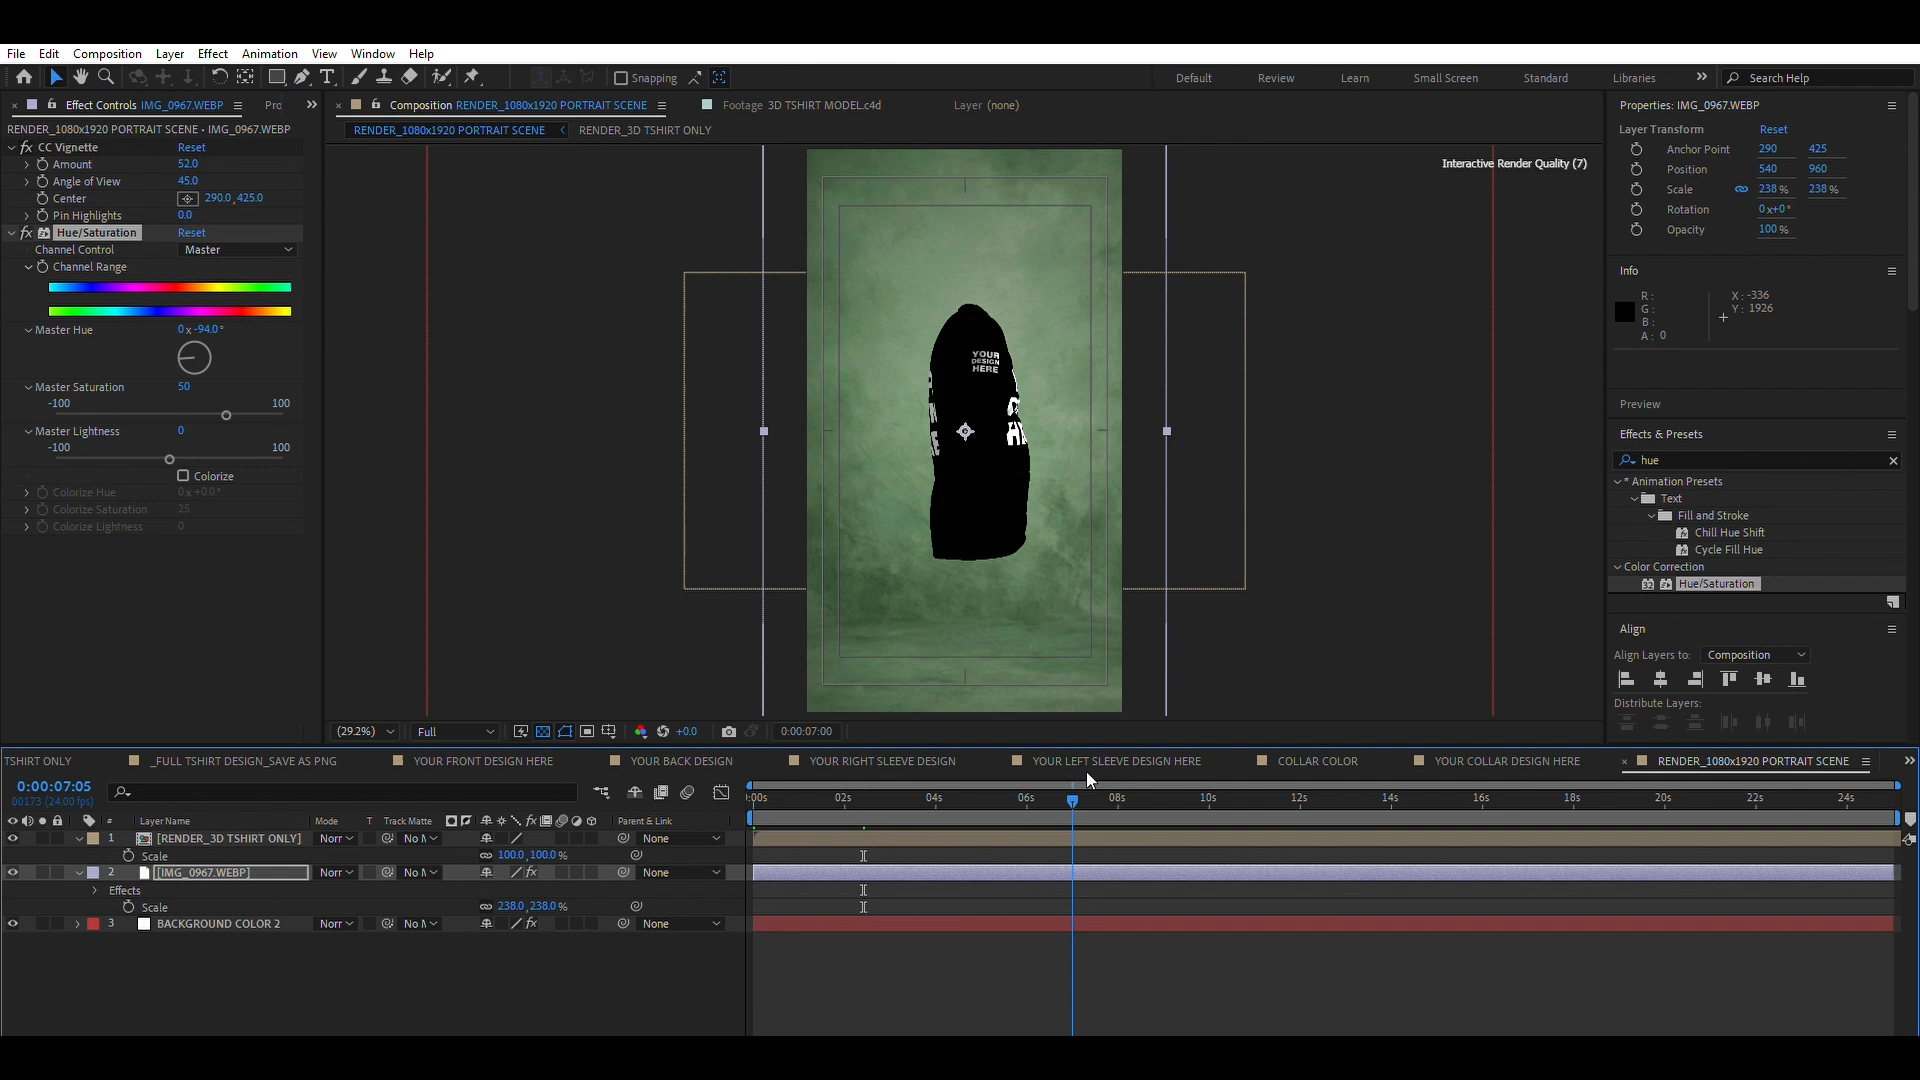 File Edit Composition Layer Effect Animation View Window Help
Snapping Default Review Learn Small Screen Standard Libraries Search Help
Effect Controls IMG_0967.WEBP
Composition RENDER_1080x1920 PORTRAIT SCENE Footage 3D TSHIRT MODEL.c4d Layer (none)
RENDER_1080x1920 PORTRAIT SCENE • IMG_0967.WEBP
RENDER_1080x1920 PORTRAIT SCENE RENDER_3D TSHIRT ONLY
CC Vignette Reset
Amount 52.0
Angle of View 45.0
Center 290.0,425.0
Pin Highlights 0.0
Hue/Saturation Reset
Channel Control Master
Channel Range
Master Hue 0x-94.0°
Master Saturation 50
-100 100
Master Lightness 0
-100 100
Colorize
Colorize Hue 0x+0.0°
Colorize Saturation 25
Colorize Lightness 0
Interactive Render Quality (7)
YOUR
DESIGN
HERE
(29.2%) Full +0.0 0:00:07:00
Properties: IMG_0967.WEBP
Layer Transform Reset
Anchor Point 290 425
Position 540 960
Scale 238 % 238 %
Rotation 0x+0°
Opacity 100 %
Info
R: X: -336
G: Y: 1926
B:
A: 0
Preview
Effects & Presets
hue
* Animation Presets
Text
Fill and Stroke
Chill Hue Shift
Cycle Fill Hue
Color Correction
32 Hue/Saturation
Align
Align Layers to: Composition
Distribute Layers:
TSHIRT ONLY _FULL TSHIRT DESIGN_SAVE AS PNG YOUR FRONT DESIGN HERE YOUR BACK DESIGN YOUR RIGHT SLEEVE DESIGN YOUR LEFT SLEEVE DESIGN HERE COLLAR COLOR YOUR COLLAR DESIGN HERE RENDER_1080x1920 PORTRAIT SCENE
0:00:07:05
00173 (24.00 fps)
:00s 02s 04s 06s 08s 10s 12s 14s 16s 18s 20s 22s 24s
# Layer Name Mode T Track Matte Parent & Link
1 [RENDER_3D TSHIRT ONLY] None
Scale 100.0,100.0%
2 [IMG_0967.WEBP] None
Effects
Scale 238.0,238.0%
3 BACKGROUND COLOR 2 None